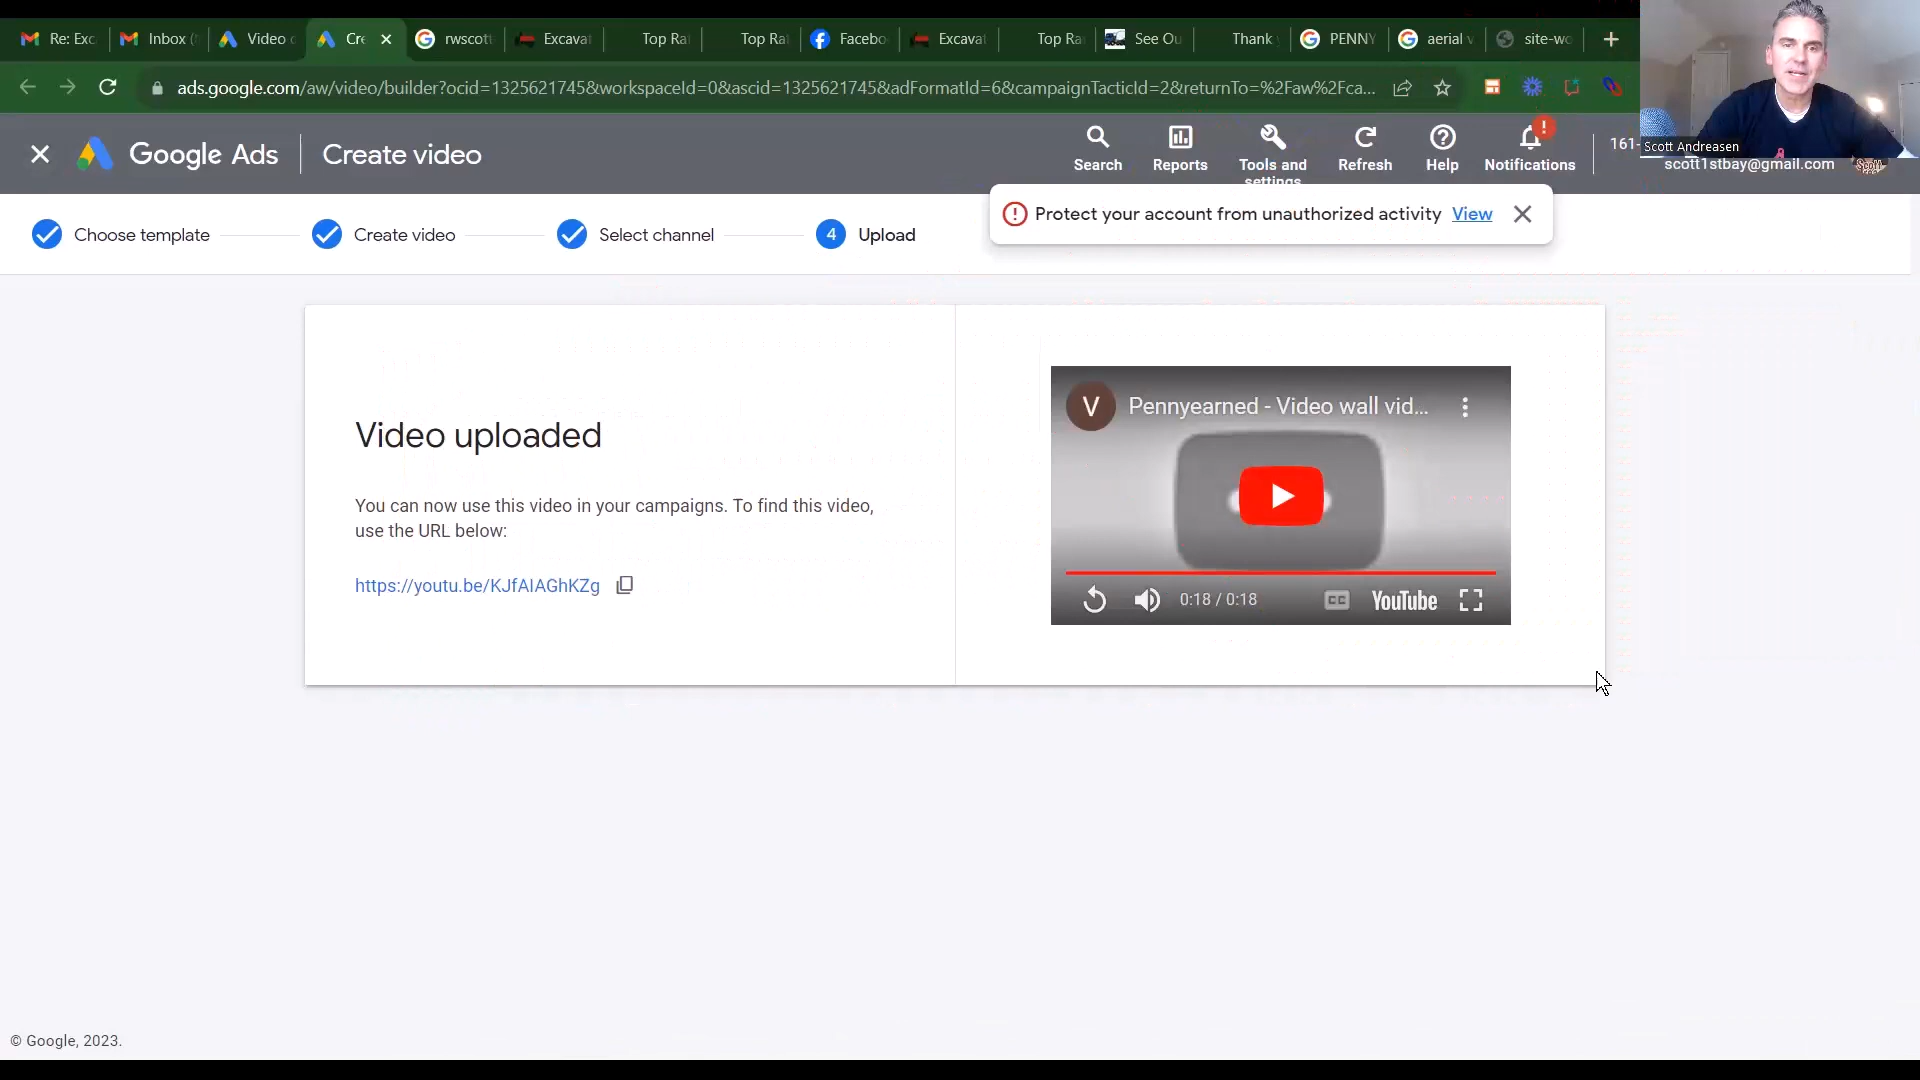 Re: Exc
Inbox (
Video c
Cre
rwscott
Excavat
Top Ra
Top Ra
Facebo
Excavat
Top Ra
See Ou
Thank
PENNY
aerial v
site-wo
ads.google.com/aw/video/builder?ocid=1325621745&workspaceId=0&ascid=1325621745&adFormatId=6&campaignTacticId=2&returnTo=%2Faw%2Fca...
Google Ads
Create video
Search
Reports
Tools and
settings
Refresh
Help
!
Notifications
161-
Scott Andreasen
scott1stbay@gmail.com
Protect your account from unauthorized activity View
Choose template
Create video
Select channel
4 Upload
Video uploaded
You can now use this video in your campaigns. To find this video,
use the URL below:
https://youtu.be/KJfAIAGhKZg
V
Pennyearned - Video wall vid...
0:18 / 0:18
CC
YouTube
© Google, 2023.